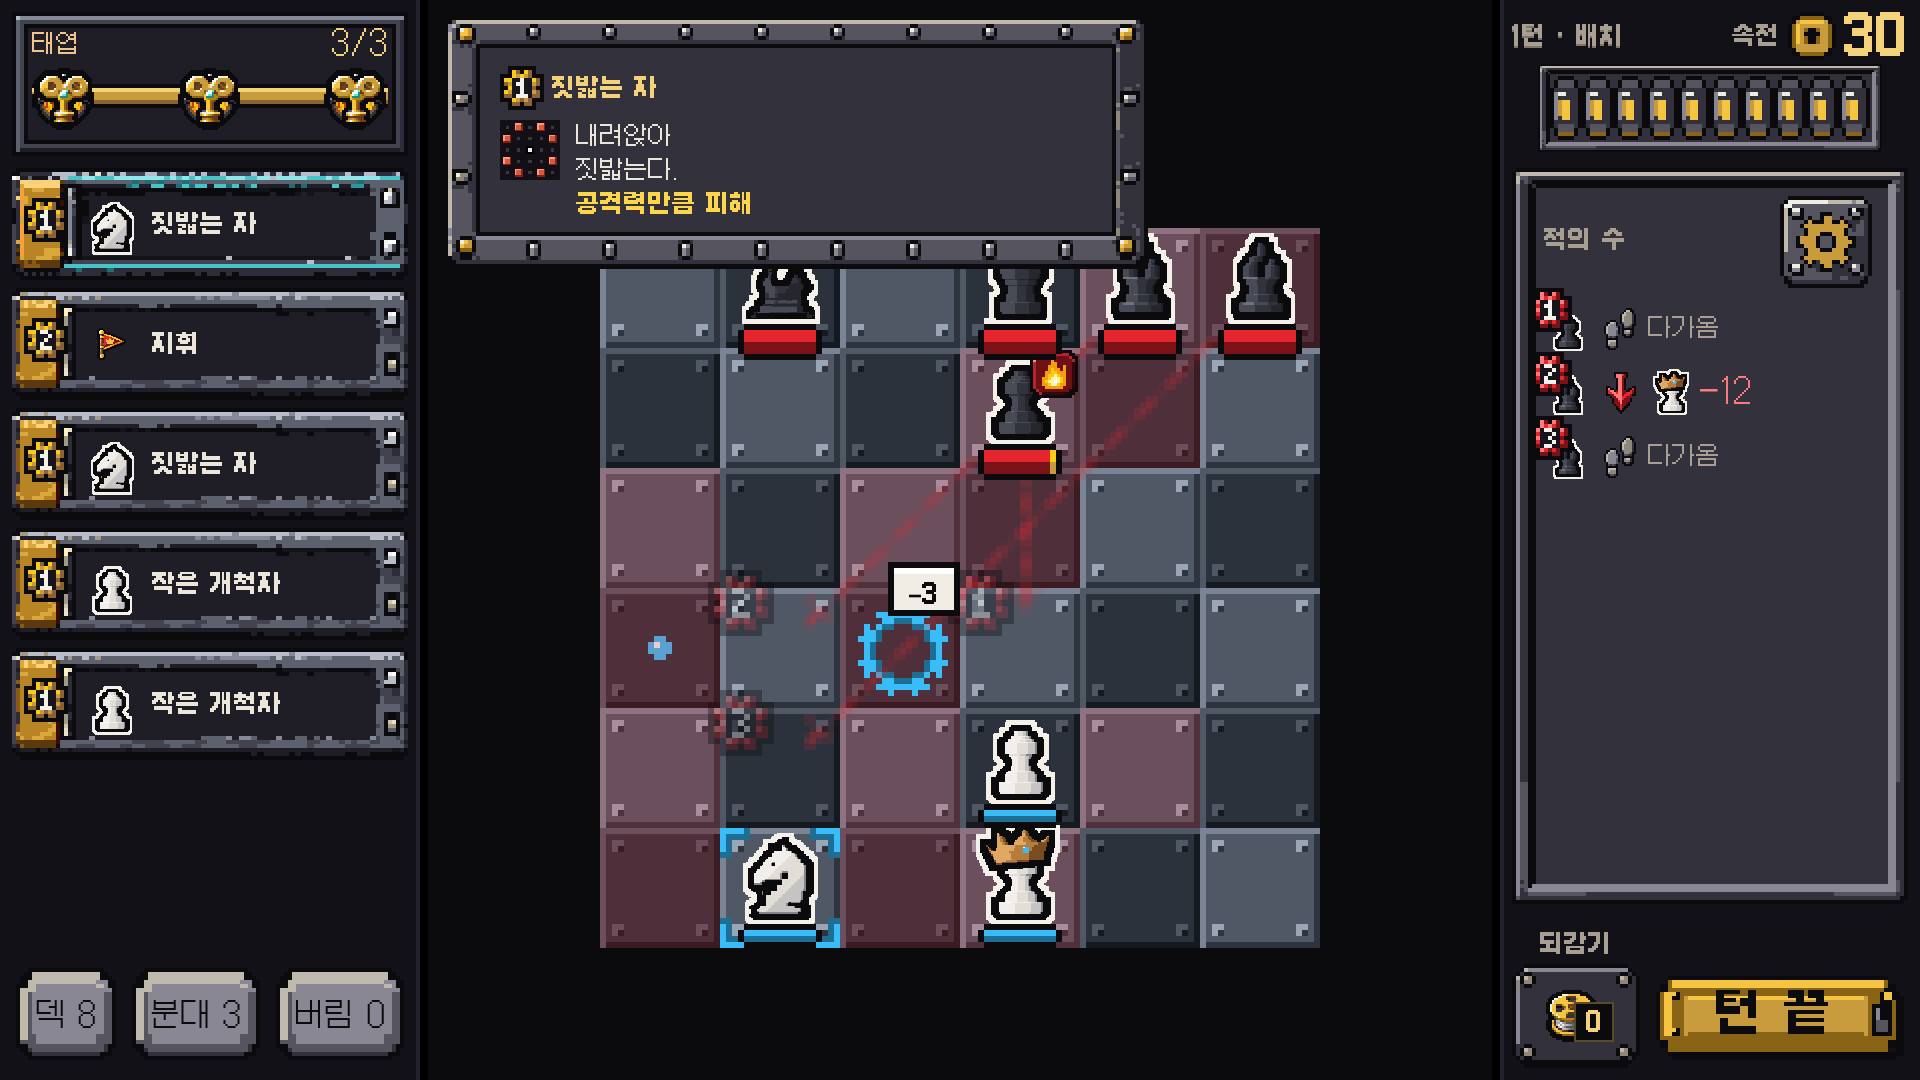 태엽 3/3
1 짓밟는 자
2 지휘
1 짓밟는 자
1 작은 개척자
1 작은 개척자
덱 8
분대 3
버림 0
1 짓밟는 자
내려앉아
짓밟는다.
공격력만큼 피해
-3
2
1
3
1턴 · 배치
속전 30
적의 수
1 다가옴
2 -12
3 다가옴
되감기
0
턴 끝